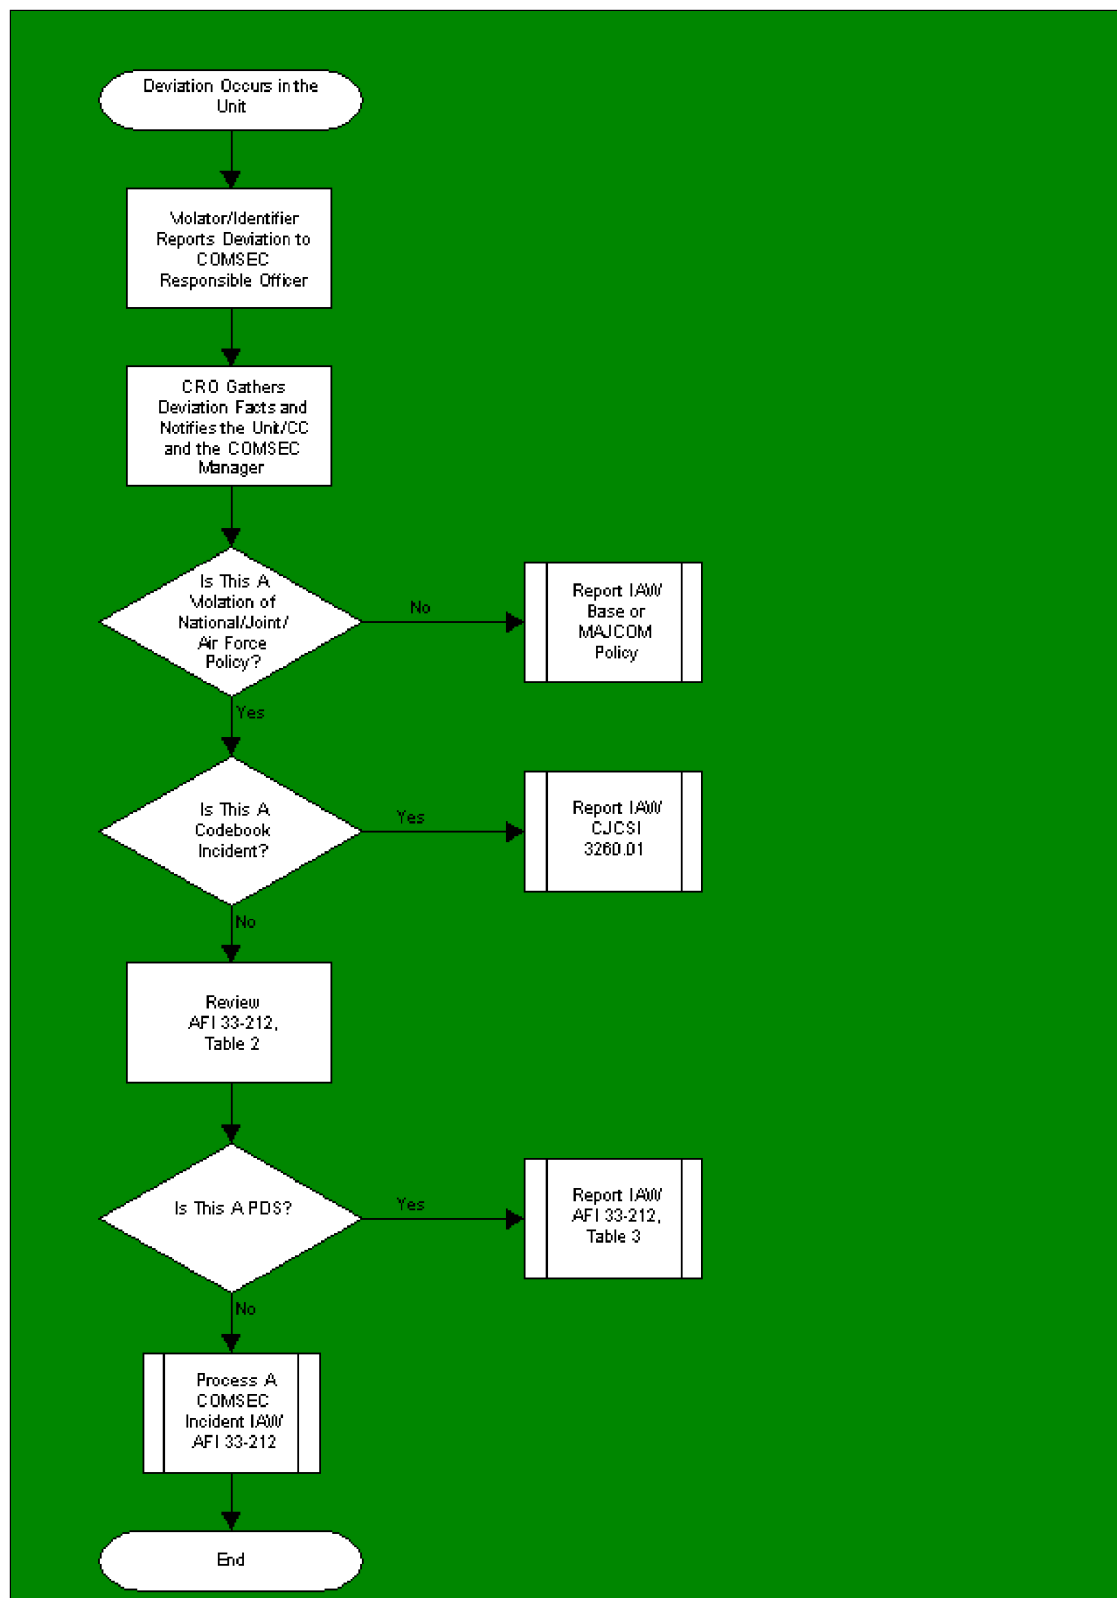 Deviation Occurs in the
Unit
Violator/Identifier
Reports Deviation to
COMSEC
Responsible Officer
CRO Gathers
Deviation Facts and
Notifies the Unit/CC
and the COMSEC
Manager
Is This A
Violation of
National/Joint/
Air Force
Policy?
No
Report IAW
Base or
MAJCOM
Policy
Yes
Is This A
Codebook
Incident?
Yes
Report IAW
CJCSI
3260.01
No
Review
AFI 33-212,
Table 2
Is This A PDS?
Yes
Report IAW
AFI 33-212,
Table 3
No
Process A
COMSEC
Incident IAW
AFI 33-212
End